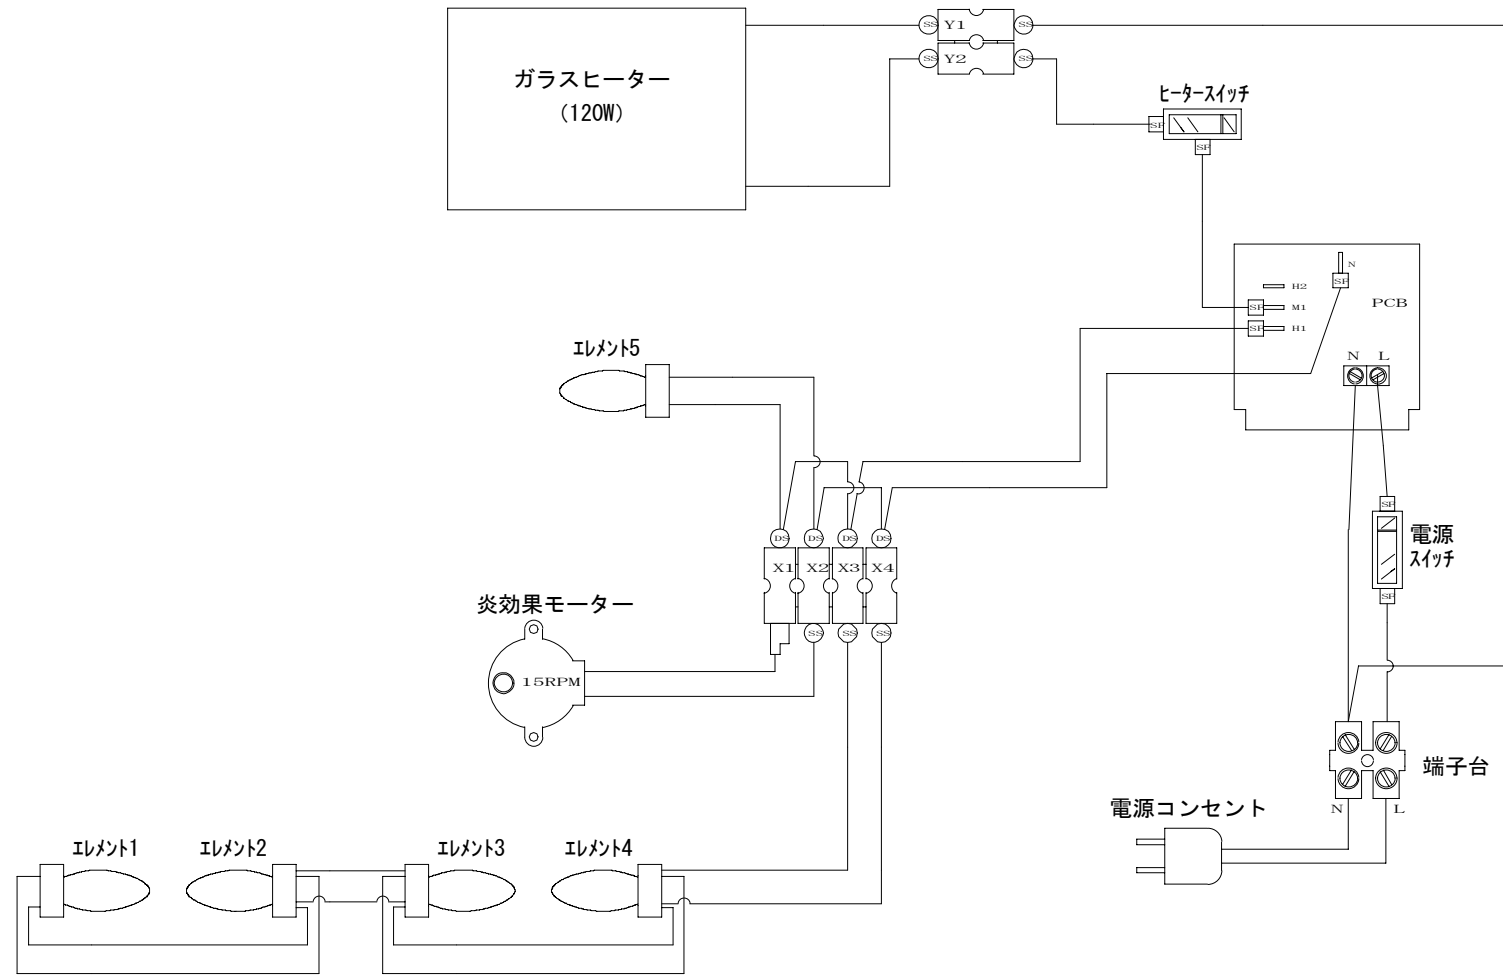 SS
Y1
SS
SS
Y2
SS
ガラスヒーター
(120W)
ヒータースイッチ
SP
SP
N
SP
H2
SP
M1
PCB
SP
H1
N
L
エレメント5
SP
電源
スイッチ
SP
DS
DS
DS
DS
X1
X2
X3
X4
SS
SS
SS
炎効果モーター
15RPM
端子台
N
L
電源コンセント
エレメント1
エレメント2
エレメント3
エレメント4